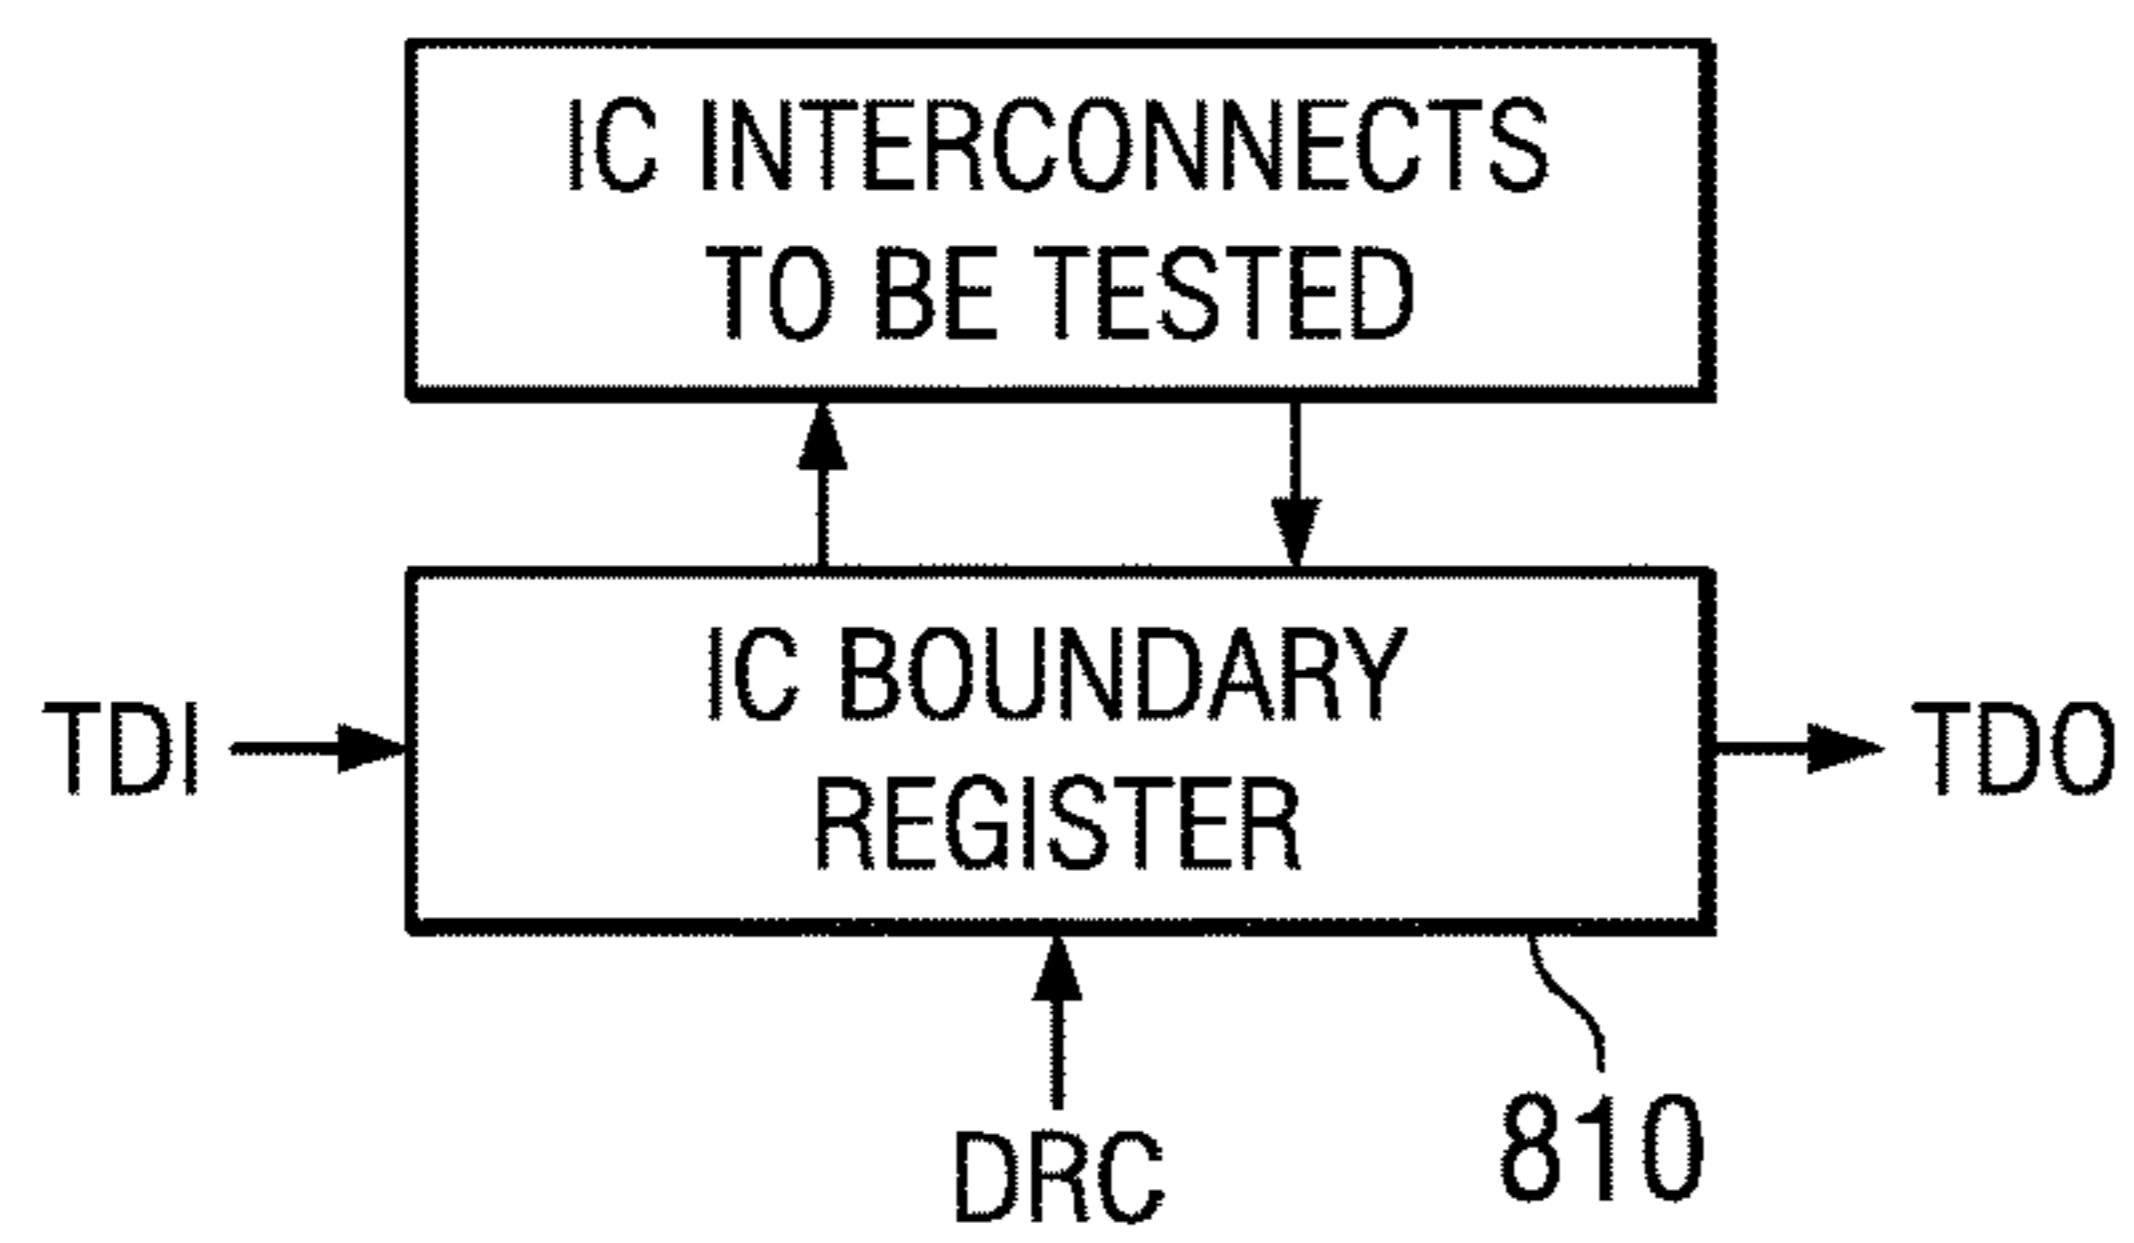 IC INTERCONNECTS
TO BE TESTED
IC BOUNDARY
REGISTER
TDI
TDO
DRC
810